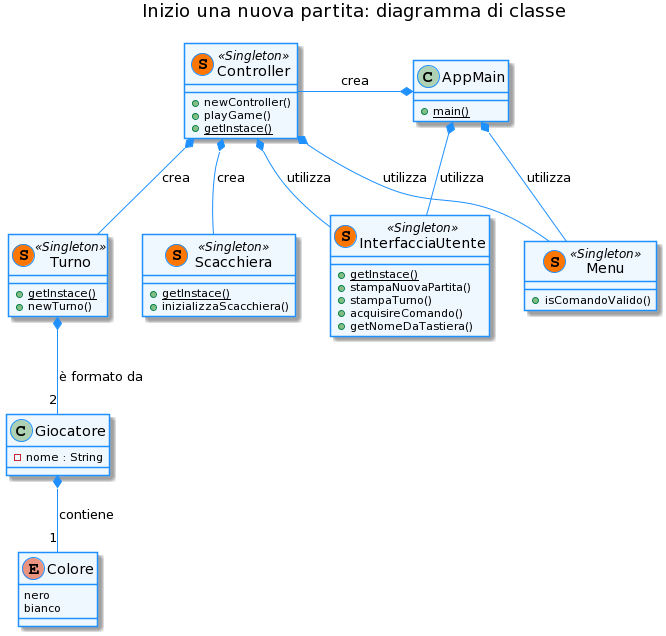 Inizio una nuova partita: diagramma di classe
S «Singleton»
Controller
newController()
playGame()
getInstace()
crea
C AppMain
main()
crea
crea
utilizza
utilizza
utilizza
utilizza
S «Singleton»
Turno
getInstace()
newTurno()
S «Singleton»
Scacchiera
getInstace()
inizializzaScacchiera()
S «Singleton»
InterfacciaUtente
getInstace()
stampaNuovaPartita()
stampaTurno()
acquisireComando()
getNomeDaTastiera()
S «Singleton»
Menu
isComandoValido()
è formato da
2
C Giocatore
nome : String
contiene
1
E Colore
nero
bianco